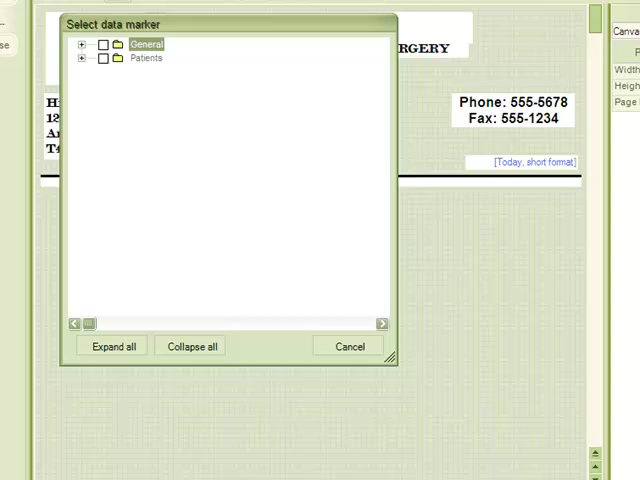 se
Select data marker
General
Patients
RGERY
Phone: 555-5678
Fax: 555-1234
[Today, short format]
Expand all
Collapse all
Cancel
Canva
P
Width
Heigh
Page